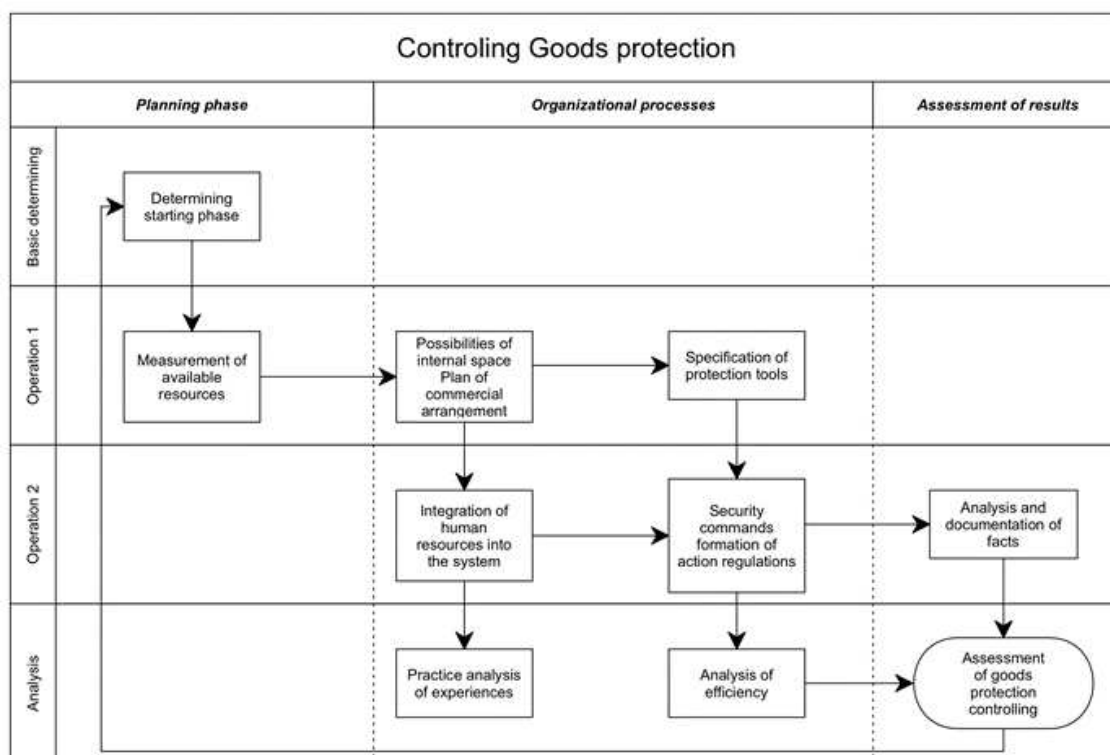 Controling Goods protection
Planning phase
Organizational processes
Assessment of results
Basic determining
Determining
starting phase
Operation 1
Measurement of
available
resources
Possibilities of
internal space
Plan of
commercial
arrangement
Specification of
protection tools
Operation 2
Integration of
human
resources into
the system
Security
commands
formation of
action regulations
Analysis and
documentation of
facts
Analysis
Practice analysis
of experiences
Analysis of
efficiency
Assessment
of goods
protection
controlling